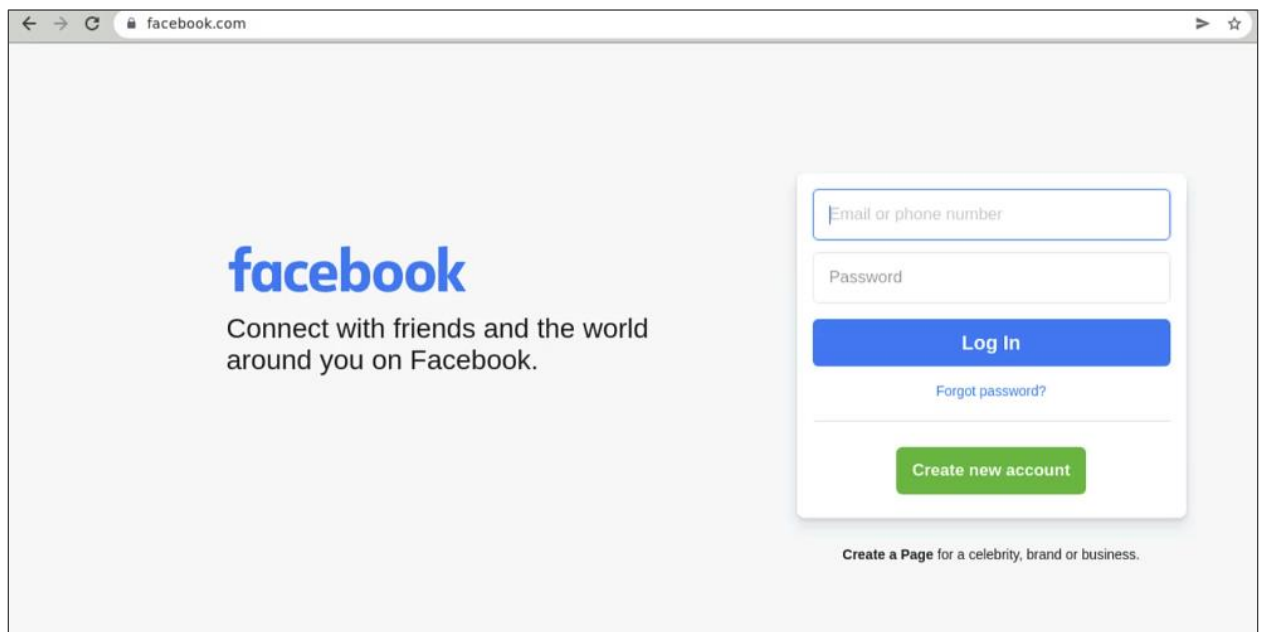 facebook.com
facebook
Connect with friends and the world
around you on Facebook.
Email or phone number
Password
Log In
Forgot password?
Create new account
Create a Page for a celebrity, brand or business.